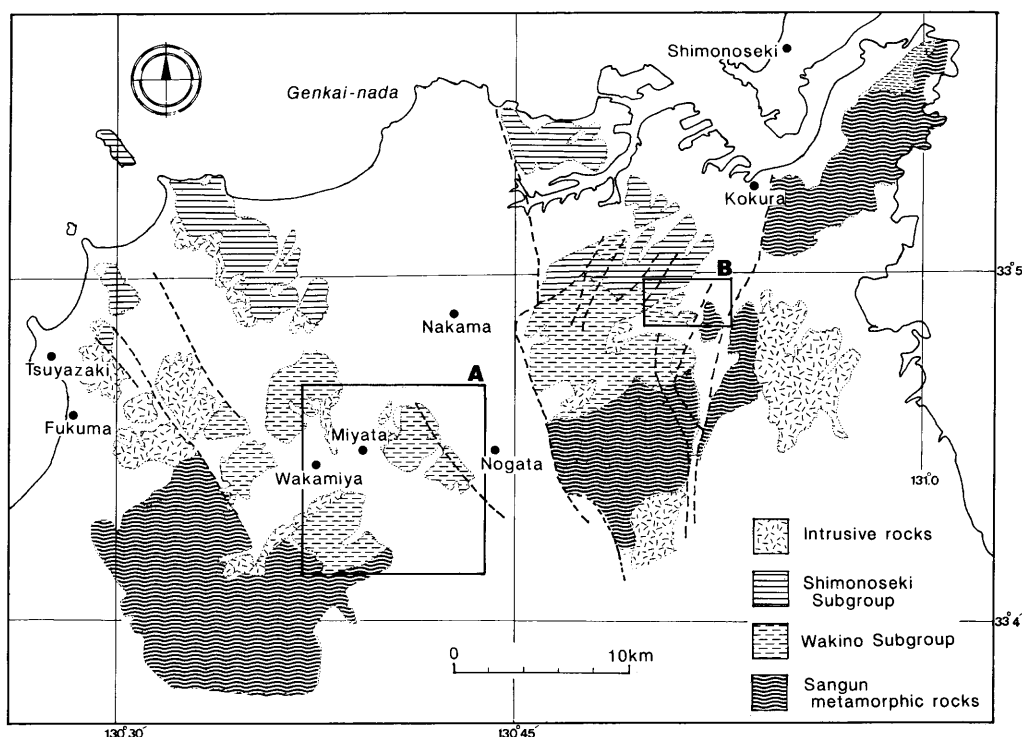 Shimonoseki
Genkai-nada
Kokura
B
33°5
Nakama
Tsuyazaki
A
Fukuma
Miyata
Nogata
Wakamiya
131.0
Intrusive rocks
Shimonoseki
Subgroup
33°4
0 10km
Wakino Subgroup
Sangun
metamorphic rocks
130°30´
130°45´